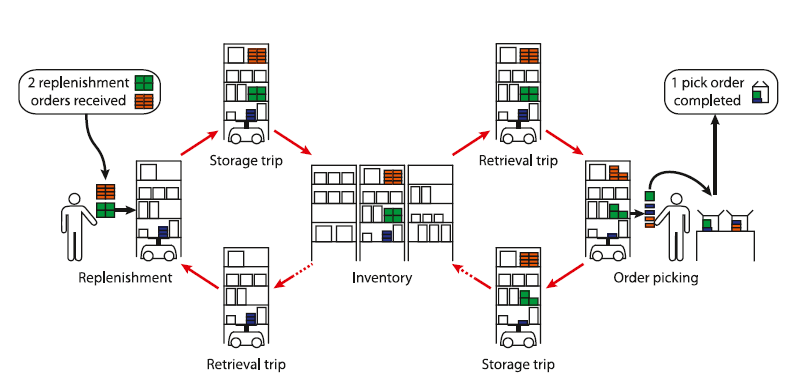 2 replenishment
orders received
1 pick order
completed
Storage trip
Retrieval trip
Replenishment
Inventory
Order picking
Retrieval trip
Storage trip